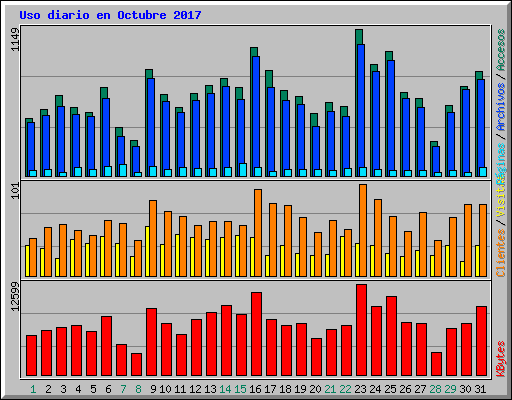 Uso diario en Octubre 2017
1149
101
12599
Clientes / Visitas
Páginas / Archivos / Accesos
KBytes
1 2 3 4 5 6 7 8 9 10 11 12 13 14 15 16 17 18 19 20 21 22 23 24 25 26 27 28 29 30 31